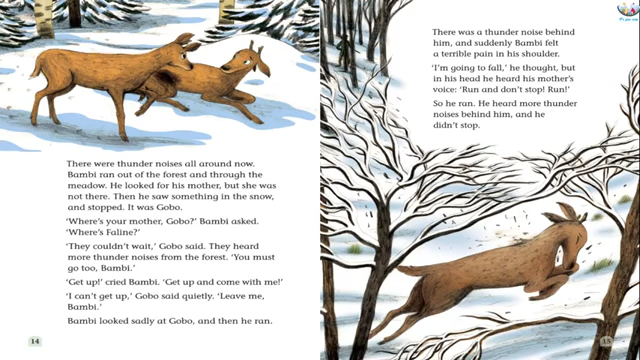 There were thunder noises all around now.
Bambi ran out of the forest and through the
meadow. He looked for his mother, but she was
not there. Then he saw something in the snow,
and stopped. It was Gobo.
‘Where’s your mother, Gobo?’ Bambi asked.
‘Where’s Faline?’
‘They couldn’t wait,’ Gobo said. They heard
more thunder noises from the forest. ‘You must
go too, Bambi.’
‘Get up!’ cried Bambi. ‘Get up and come with me!’
‘I can’t get up,’ Gobo said quietly. ‘Leave me,
Bambi.’
Bambi looked sadly at Gobo, and then he ran.
14
There was a thunder noise behind
him, and suddenly Bambi felt
a terrible pain in his shoulder.
‘I’m going to fall,’ he thought, but
in his head he heard his mother’s
voice: ‘Run and don’t stop! Run!’
So he ran. He heard more thunder
noises behind him, and he
didn’t stop.
15